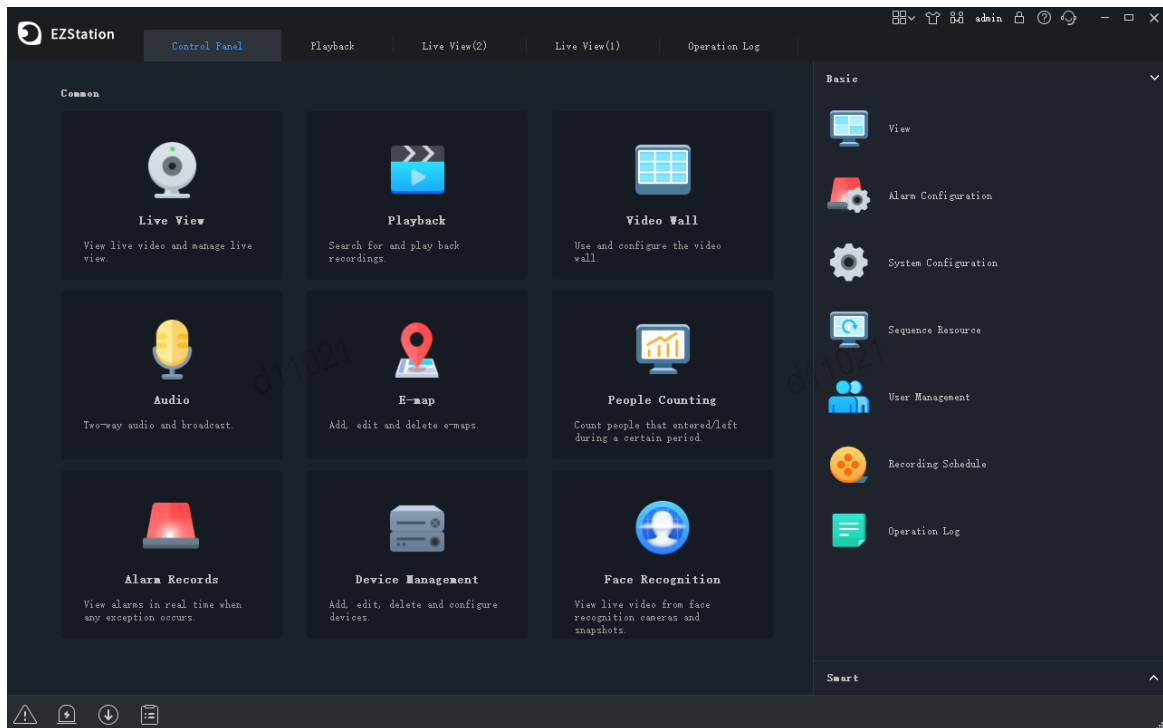 EZStation
admin
Control Panel
Playback
Live View(2)
Live View(1)
Operation Log
Common
Live View
View live video and manage live
view.
Playback
Search for and play back
recordings.
Video Wall
Use and configure the video
wall.
Audio
Two-way audio and broadcast.
E-map
Add, edit and delete e-maps.
People Counting
Count people that entered/left
during a certain period.
Alarm Records
View alarms in real time when
any exception occurs.
Device Management
Add, edit, delete and configure
devices.
Face Recognition
View live video from face
recognition cameras and
snapshots.
d11021
d11021
Basic
View
Alarm Configuration
System Configuration
Sequence Resource
User Management
Recording Schedule
Operation Log
Smart